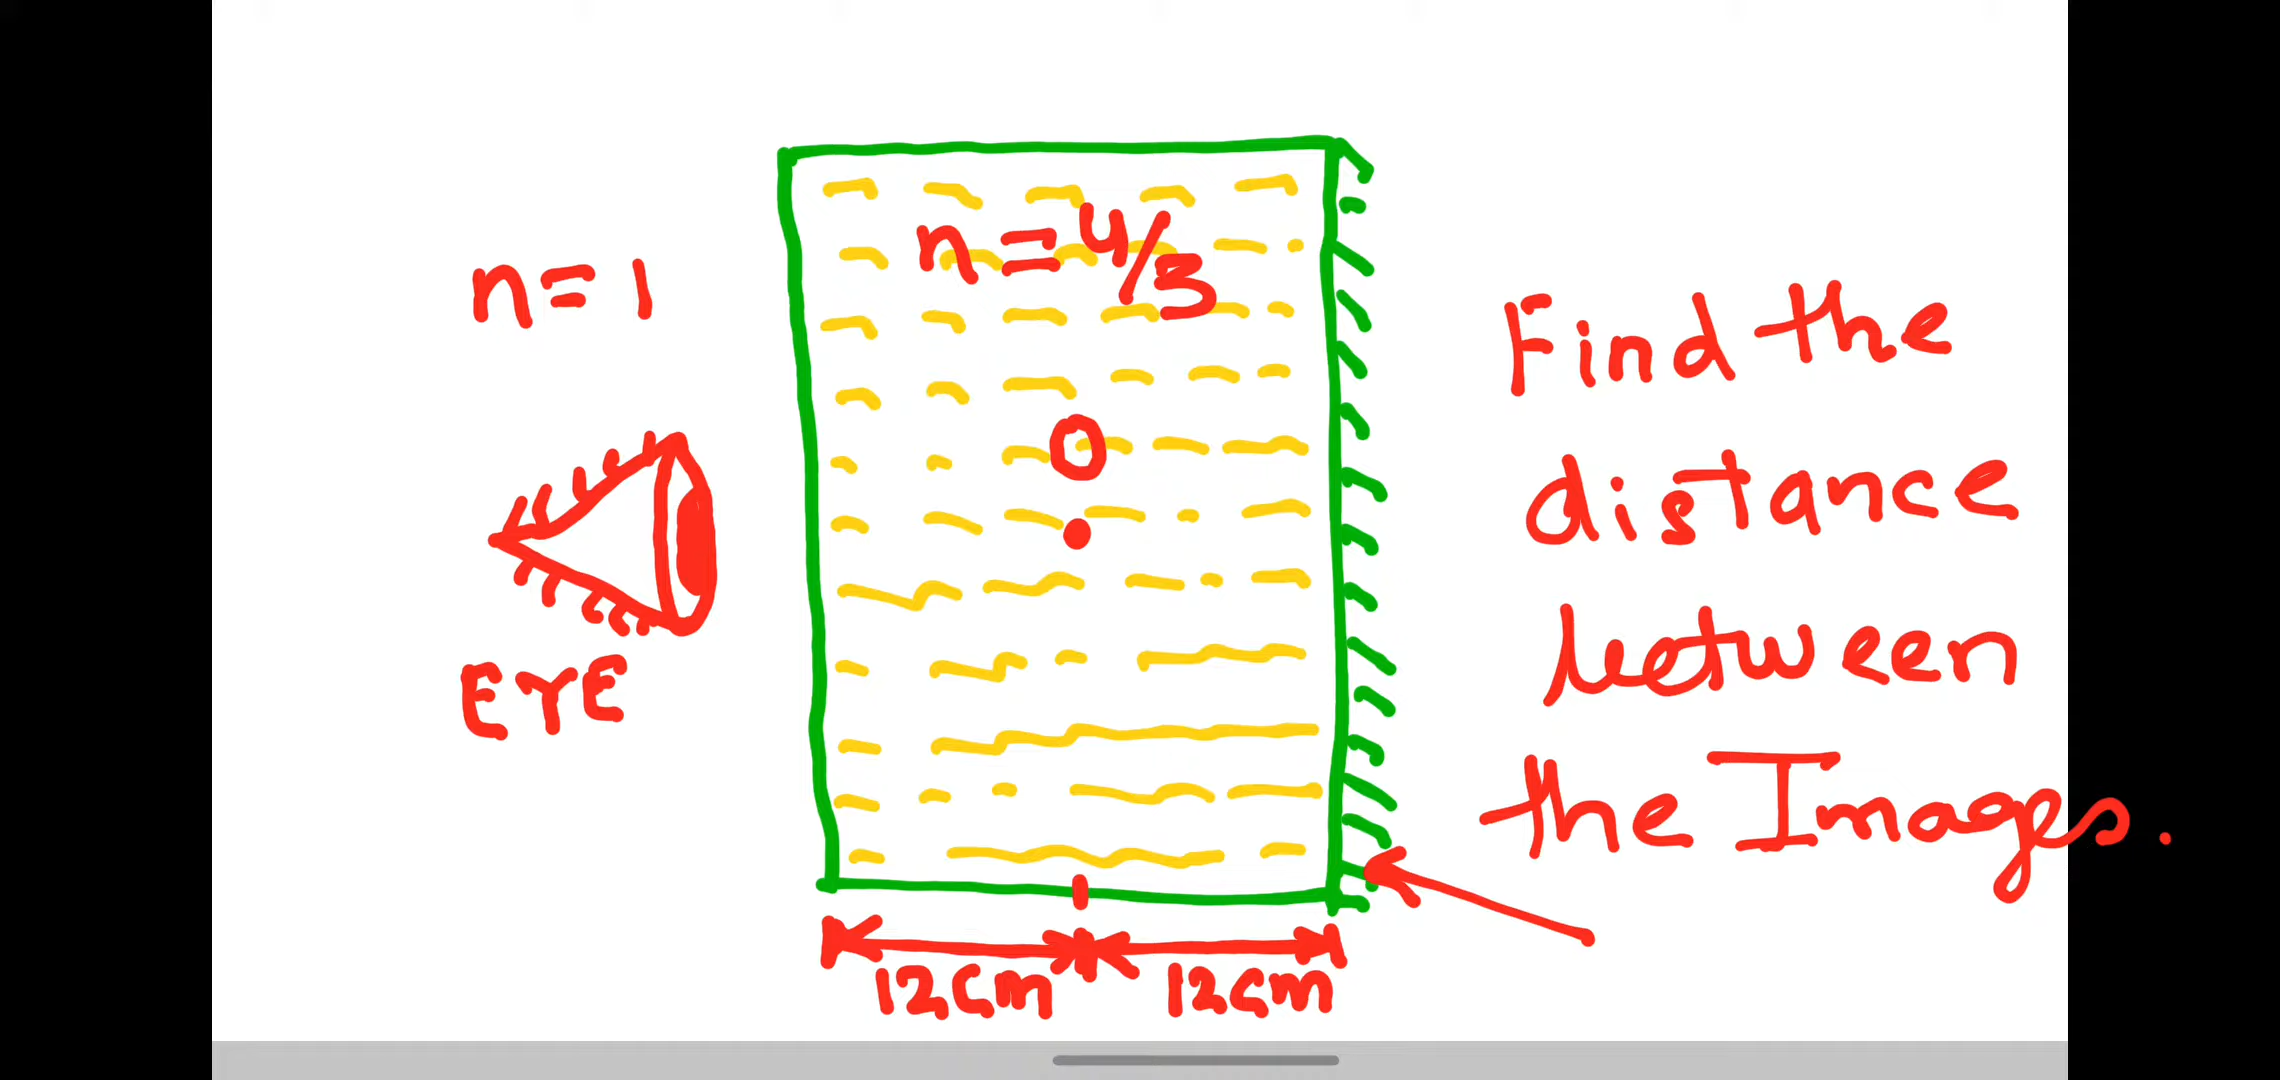 n=1
n=4/3
O
EYE
12cm
12cm
Find the
distance
between
the Images.